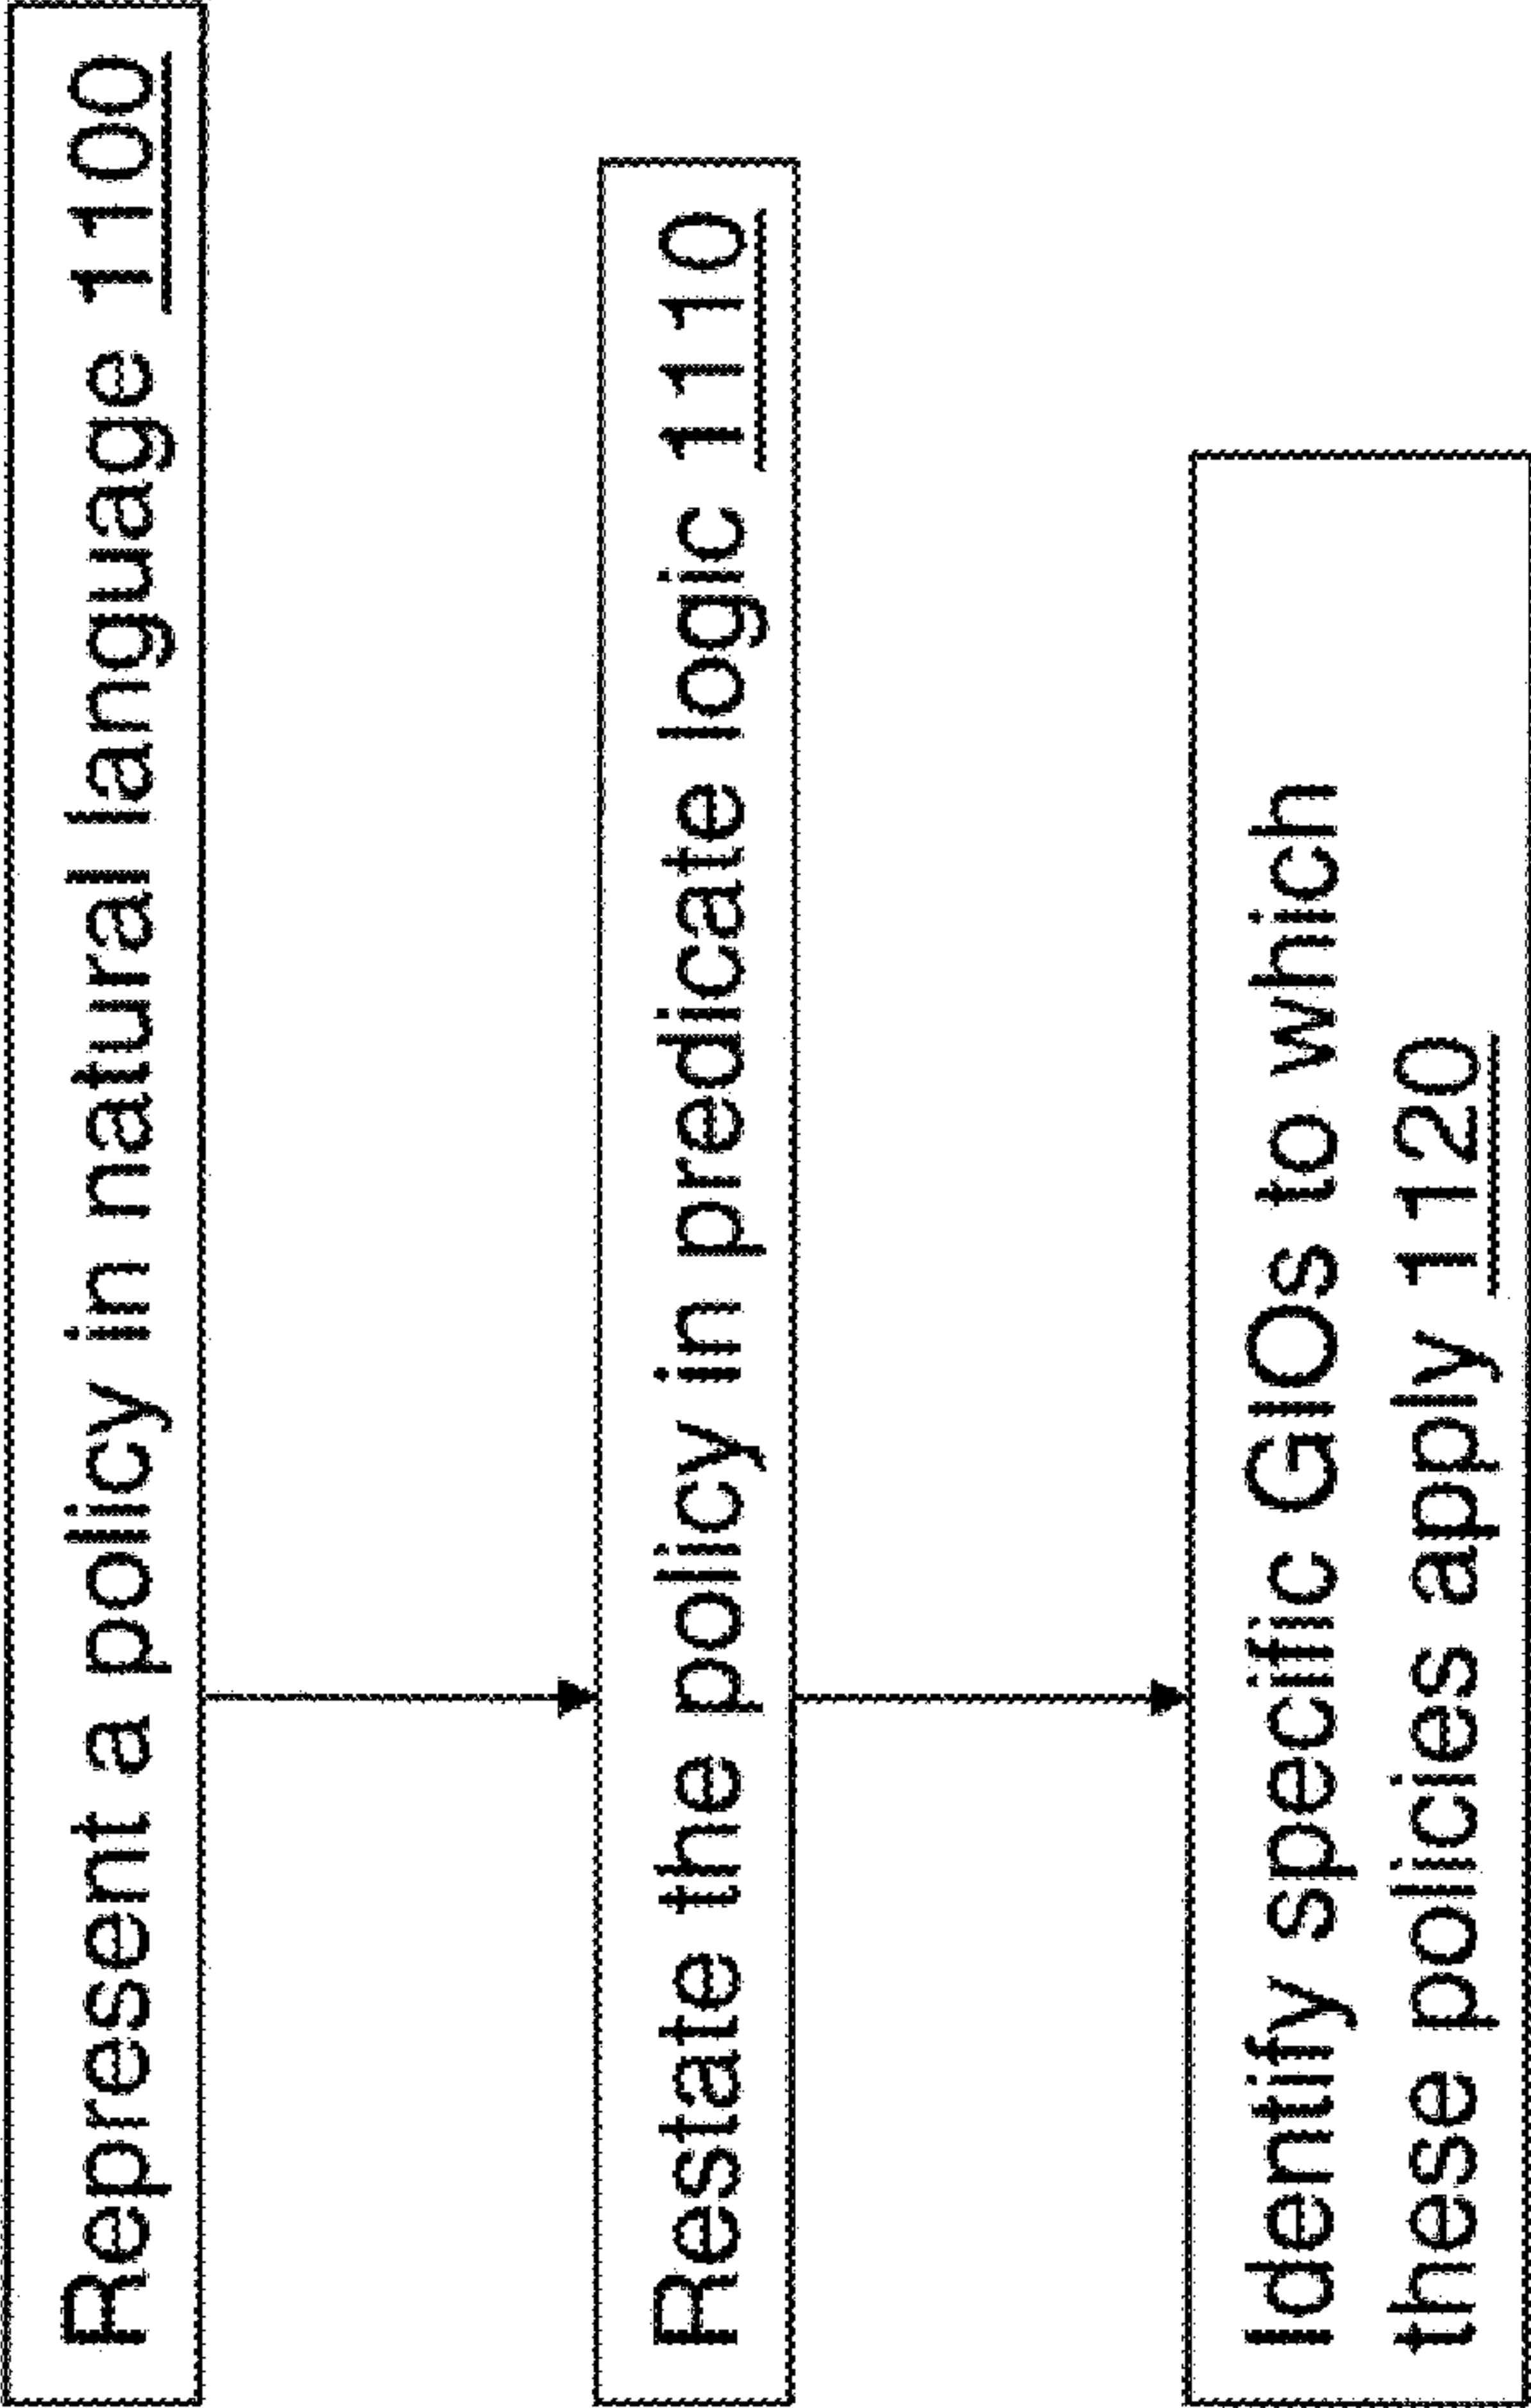 Represent a policy in natural language 1100
Restate the policy in predicate logic 1110
Identify specific GIOs to which
these policies apply 1120